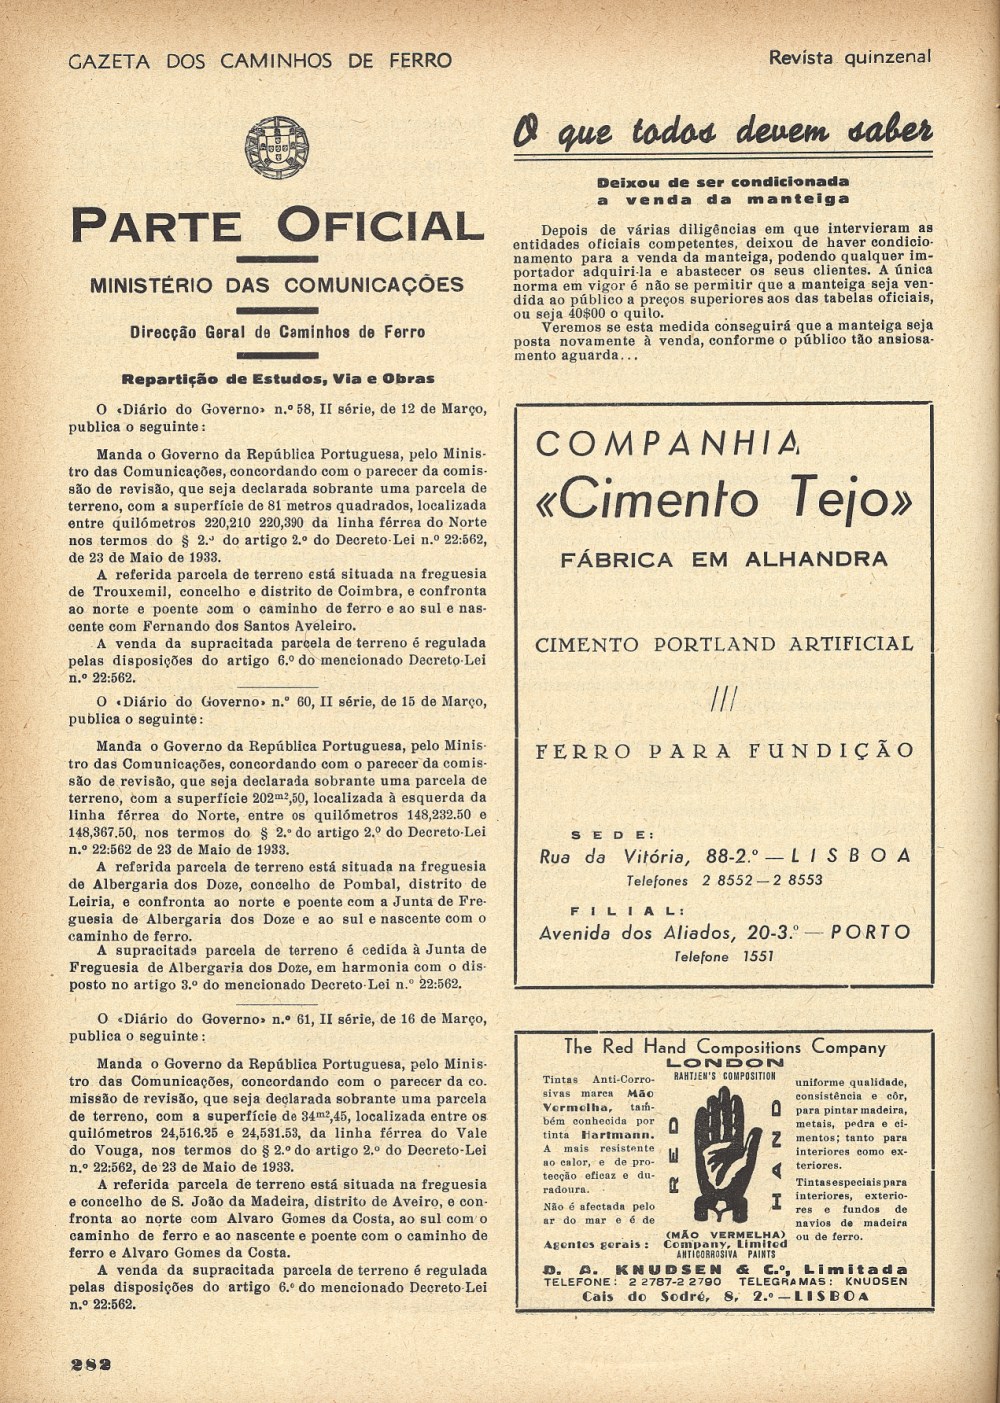 GAZETA DOS CAMINHOS DE FERRO
Revista quinzenal
PARTE OFICIAL
MINISTÉRIO DAS COMUNICAÇÕES
Direcção Geral de Caminhos de Ferro
Repartição de Estudos, Via e Obras
O «Diário do Governo» n.º 58, II série, de 12 de Março,
publica o seguinte:
Manda o Governo da República Portuguesa, pelo Minis-
tro das Comunicações, concordando com o parecer da comis-
são de revisão, que seja declarada sobrante uma parcela de
terreno, com a superfície de 81 metros quadrados, localizada
entre quilómetros 220,210 220,390 da linha férrea do Norte
nos termos do § 2.º do artigo 2.º do Decreto-Lei n.º 22:562,
de 23 de Maio de 1933.
A referida parcela de terreno está situada na freguesia
de Trouxemil, concelho e distrito de Coimbra, e confronta
ao norte e poente com o caminho de ferro e ao sul e nas-
cente com Fernando dos Santos Aveleiro.
A venda da supracitada parcela de terreno é regulada
pelas disposições do artigo 6.º do mencionado Decreto-Lei
n.º 22:562.
O «Diário do Governo» n.º 60, II série, de 15 de Março,
publica o seguinte:
Manda o Governo da República Portuguesa, pelo Minis-
tro das Comunicações, concordando com o parecer da comis-
são de revisão, que seja declarada sobrante uma parcela de
terreno, com a superfície 202m2,50, localizada à esquerda da
linha férrea do Norte, entre os quilómetros 148,232.50 e
148,367.50, nos termos do § 2.º do artigo 2.º do Decreto-Lei
n.º 22:562 de 23 de Maio de 1933.
A referida parcela de terreno está situada na freguesia
de Albergaria dos Doze, concelho de Pombal, distrito de
Leiria, e confronta ao norte e poente com a Junta de Fre-
guesia de Albergaria dos Doze e ao sul e nascente com o
caminho de ferro.
A supracitada parcela de terreno é cedida à Junta de
Freguesia de Albergaria dos Doze, em harmonia com o dis-
posto no artigo 3.º do mencionado Decreto-Lei n.º 22:562.
O «Diário do Governo» n.º 61, II série, de 16 de Março,
publica o seguinte:
Manda o Governo da República Portuguesa, pelo Minis-
tro das Comunicações, concordando com o parecer da co.
missão de revisão, que seja declarada sobrante uma parcela
de terreno, com a superfície de 34m2,45, localizada entre os
quilómetros 24,516.25 e 24,531.53, da linha férrea do Vale
do Vouga, nos termos do § 2.º do artigo 2.º do Decreto-Lei
n.º 22:562, de 23 de Maio de 1933.
A referida parcela de terreno está situada na freguesia
e concelho de S. João da Madeira, distrito de Aveiro, e con-
fronta ao norte com Alvaro Gomes da Costa, ao sul com o
caminho de ferro e ao nascente e poente com o caminho de
ferro e Alvaro Gomes da Costa.
A venda da supracitada parcela de terreno é regulada
pelas disposições do artigo 6.º do mencionado Decreto-Lei
n.º 22:562.
282
O que todos devem saber
Deixou de ser condicionada
a venda da manteiga
Depois de várias diligências em que intervieram as
entidades oficiais competentes, deixou de haver condicio-
namento para a venda da manteiga, podendo qualquer im-
portador adquiri-la e abastecer os seus clientes. A única
norma em vigor é não se permitir que a manteiga seja ven-
dida ao público a preços superiores aos das tabelas oficiais,
ou seja 40$00 o quilo.
Veremos se esta medida conseguirá que a manteiga seja
posta novamente à venda, conforme o público tão ansiosa-
mente aguarda...
COMPANHIA
«Cimento Tejo»
FÁBRICA EM ALHANDRA
CIMENTO PORTLAND ARTIFICIAL
///
FERRO PARA FUNDIÇÃO
SEDE:
Rua da Vitória, 88-2.º — LISBOA
Telefones 2 8552 — 2 8553
FILIAL:
Avenida dos Aliados, 20-3.º — PORTO
Telefone 1551
The Red Hand Compositions Company
LONDON
RAHTJEN'S COMPOSITION
Tintas Anti-Corro-
sivas marca Mão
Vermelha, tam-
bém conhecida por
tinta Hartmann.
A mais resistente
ao calor, e de pro-
tecção eficaz e du-
radoura.
Não é afectada pelo
ar do mar e é de
RED
HAND
uniforme qualidade,
consistência e côr,
para pintar madeira,
metais, pedra e ci-
mentos; tanto para
interiores como ex-
teriores.
Tintas especiais para
interiores, exterio-
res e fundos de
navios de madeira
ou de ferro.
(MÃO VERMELHA)
Agentes gerais: Company, Limited
ANTICORROSIVA PAINTS
D. A. KNUDSEN & C.º, Limitada
TELEFONE: 2 2787-2 2790 TELEGRAMAS: KNUDSEN
Cais do Sodré, 8, 2.º — LISBOA